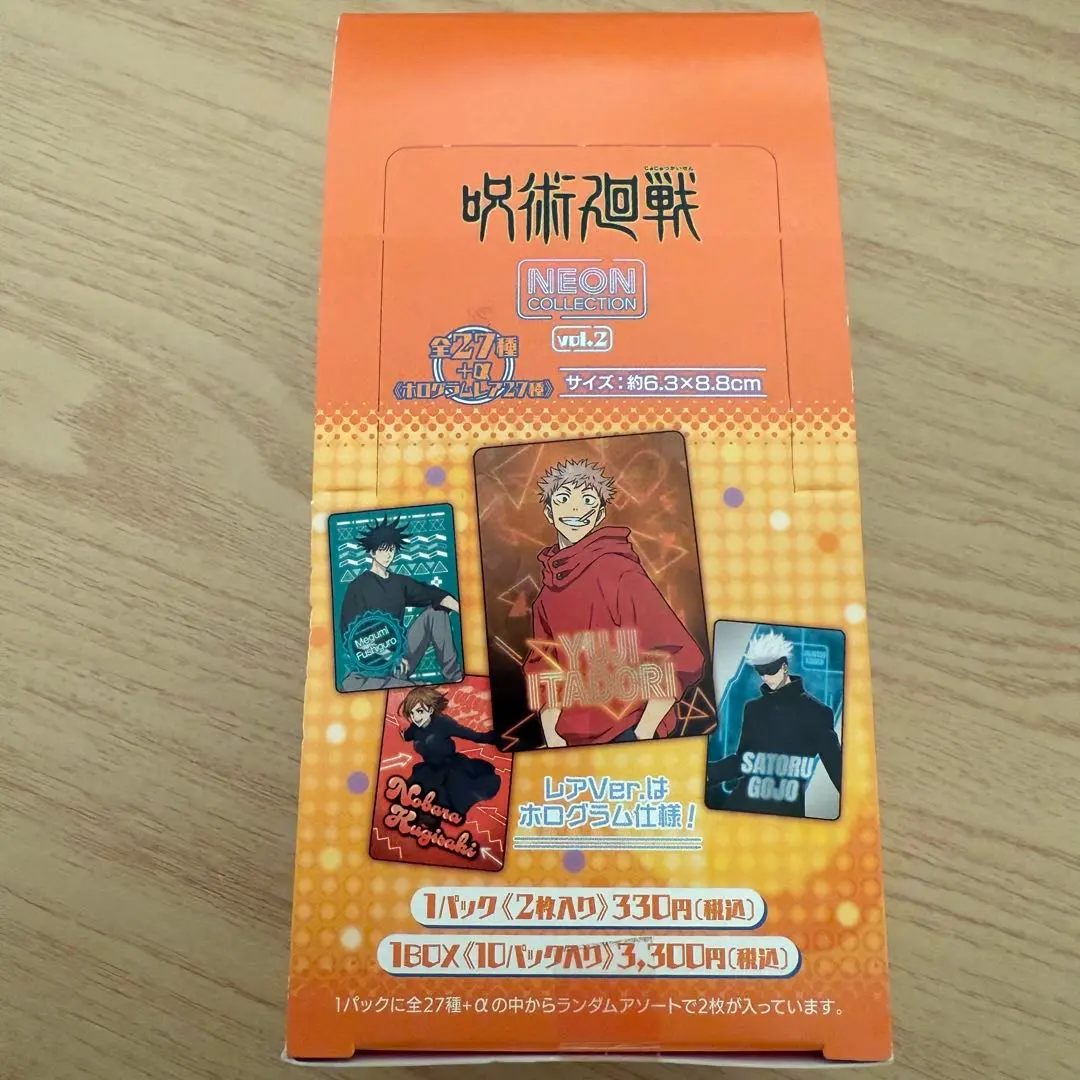 じゅじゅつかいせん
呪術廻戦
NEON
COLLECTION
vol.2
全27種
+α
《ホログラムレア27種》
サイズ：約6.3×8.8cm
Megumi
Fushiguro
YUJI
ITADORI
Nobara
Kugisaki
SATORU
GOJO
レアVer.は
ホログラム仕様！
1パック《2枚入り》330円(税込)
1BOX《10パック入り》3,300円(税込)
1パックに全27種+αの中からランダムアソートで2枚が入っています。